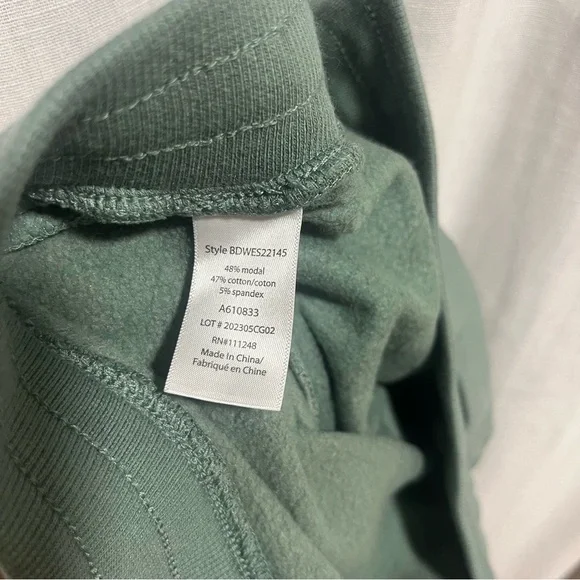 Style BDWES22145
48% modal
47% cotton/coton
5% spandex
A610833
LOT # 202305CG02
RN#111248
Made In China/
Fabriqué en Chine